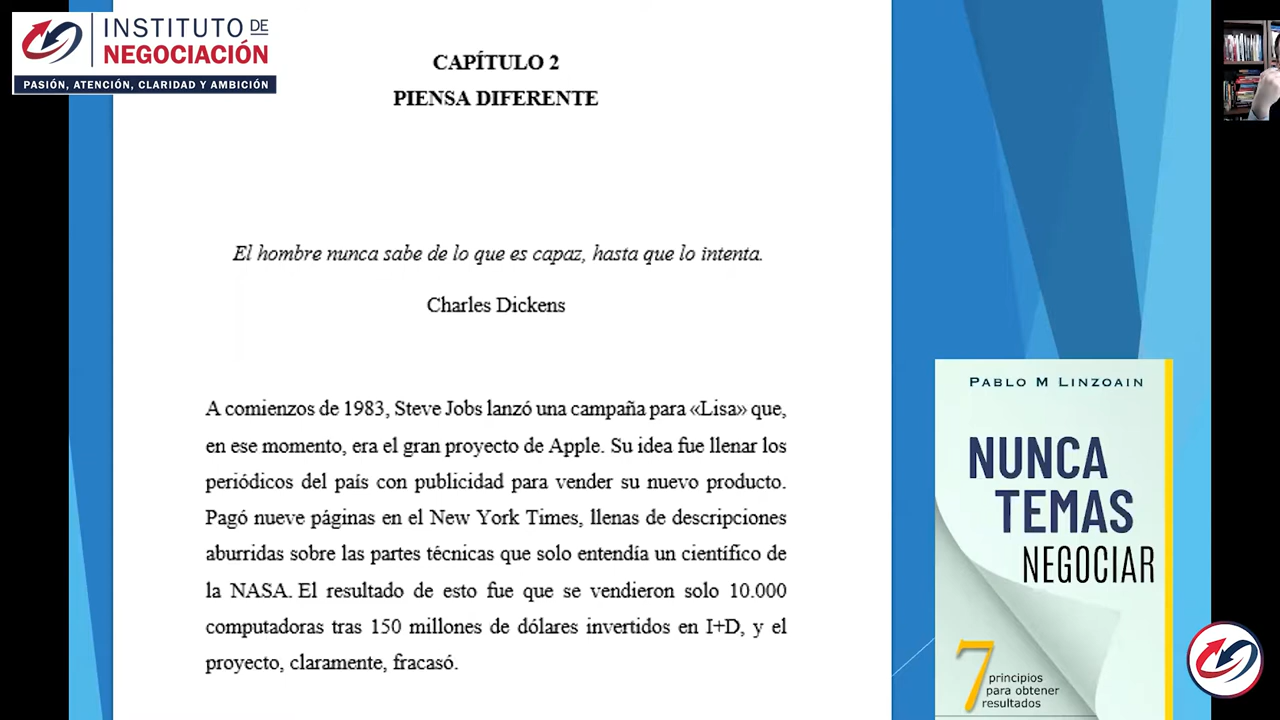 INSTITUTO DE
NEGOCIACIÓN
PASIÓN, ATENCIÓN, CLARIDAD Y AMBICIÓN
CAPÍTULO 2
PIENSA DIFERENTE
El hombre nunca sabe de lo que es capaz, hasta que lo intenta.
Charles Dickens
A comienzos de 1983, Steve Jobs lanzó una campaña para «Lisa» que,
en ese momento, era el gran proyecto de Apple. Su idea fue llenar los
periódicos del país con publicidad para vender su nuevo producto.
Pagó nueve páginas en el New York Times, llenas de descripciones
aburridas sobre las partes técnicas que solo entendía un científico de
la NASA. El resultado de esto fue que se vendieron solo 10.000
computadoras tras 150 millones de dólares invertidos en I+D, y el
proyecto, claramente, fracasó.
PABLO M LINZOAIN
NUNCA
TEMAS
NEGOCIAR
7 principios
para obtener
resultados